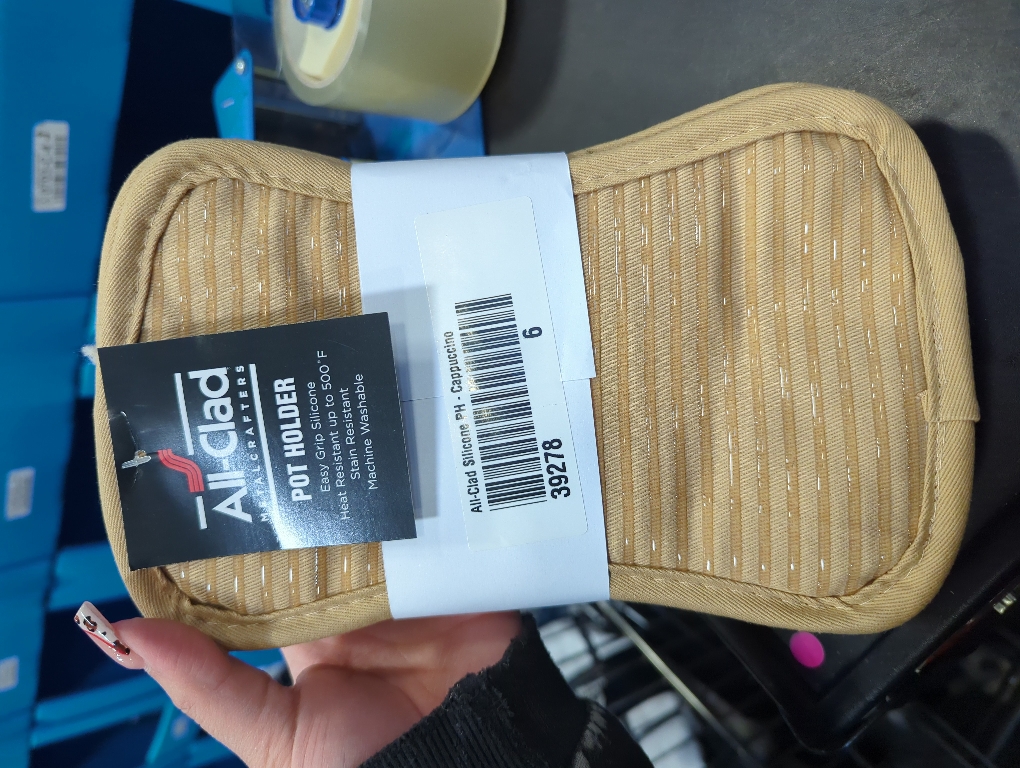 All-Clad
METALCRAFTERS
POT HOLDER
Easy Grip Silicone
Heat Resistant up to 500°F
Stain Resistant
Machine Washable
All-Clad Silicone PH - Cappuccino
39278 6